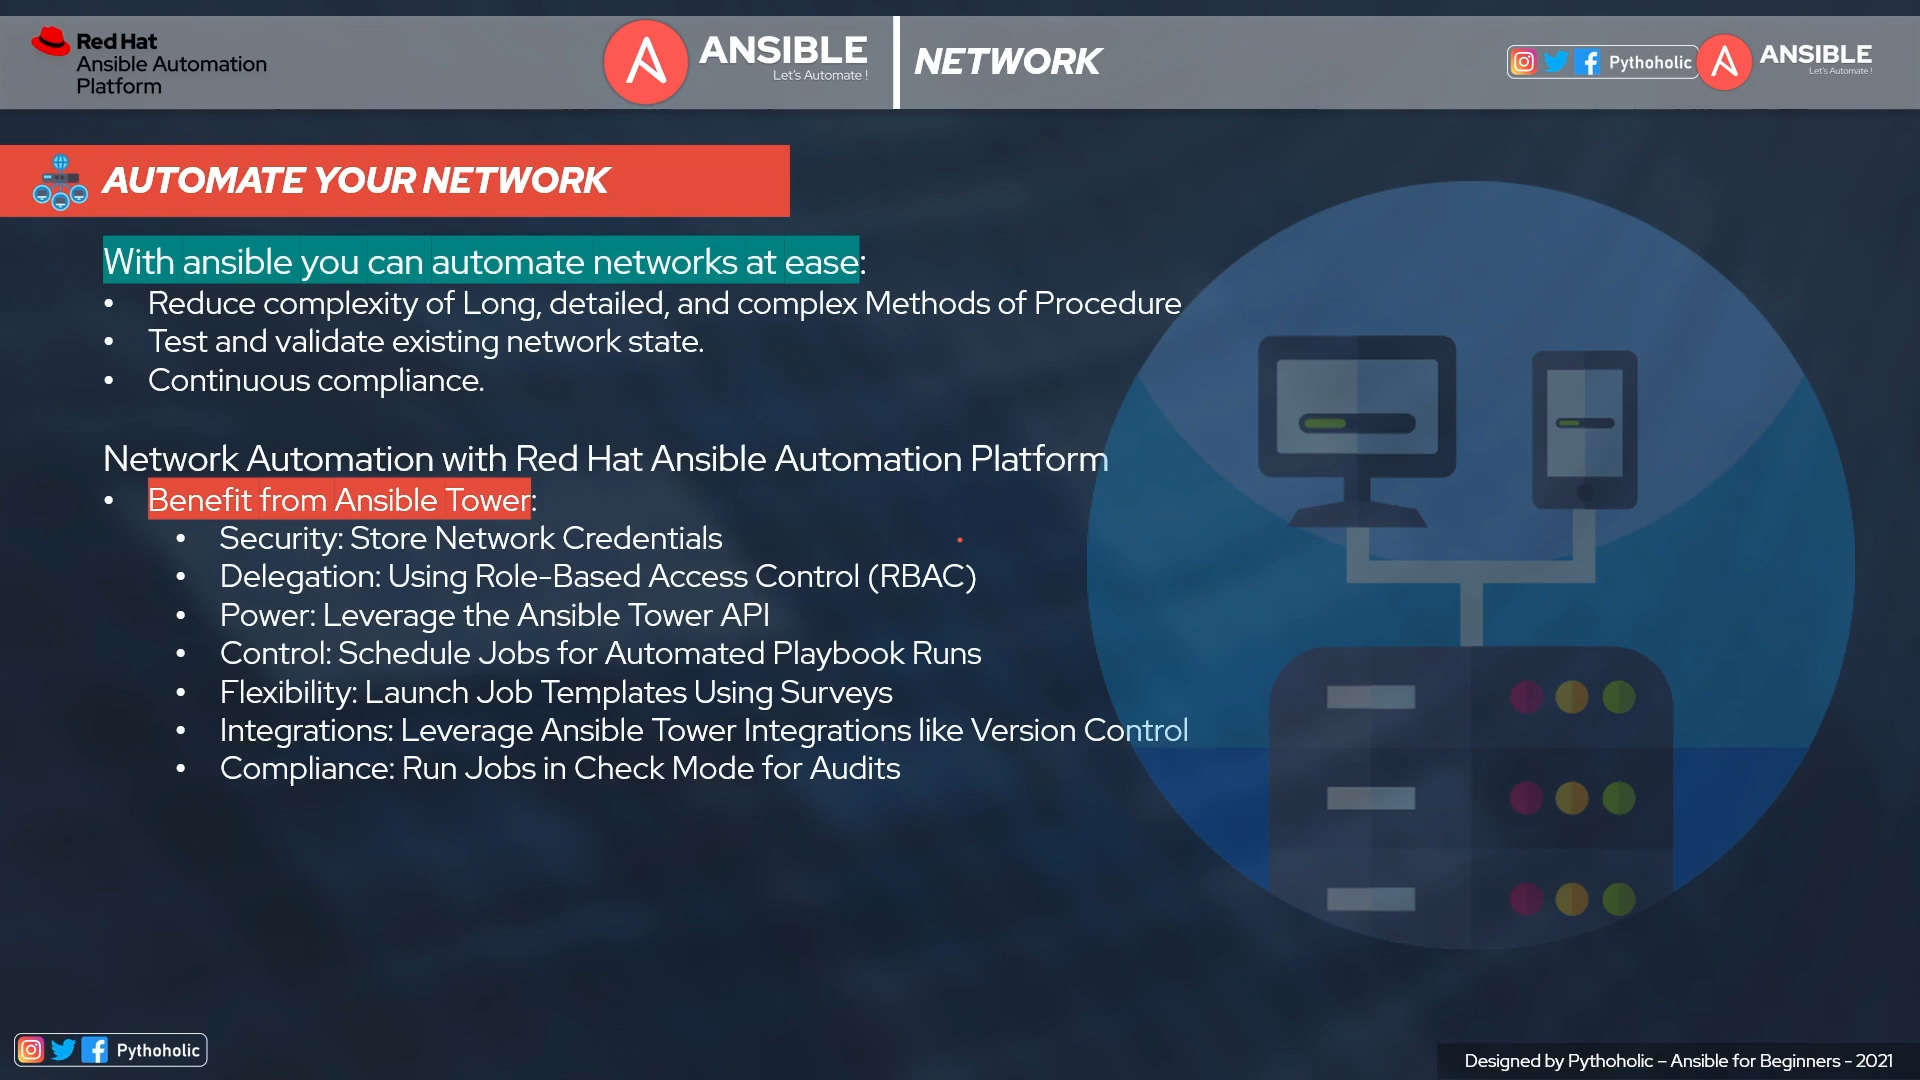 Red Hat
Ansible Automation
Platform
ANSIBLE
Let's Automate !
NETWORK
Pythoholic
ANSIBLE
Let's Automate !
AUTOMATE YOUR NETWORK
With ansible you can automate networks at ease:
• Reduce complexity of Long, detailed, and complex Methods of Procedure
• Test and validate existing network state.
• Continuous compliance.
Network Automation with Red Hat Ansible Automation Platform
• Benefit from Ansible Tower:
• Security: Store Network Credentials
• Delegation: Using Role-Based Access Control (RBAC)
• Power: Leverage the Ansible Tower API
• Control: Schedule Jobs for Automated Playbook Runs
• Flexibility: Launch Job Templates Using Surveys
• Integrations: Leverage Ansible Tower Integrations like Version Control
• Compliance: Run Jobs in Check Mode for Audits
Pythoholic
Designed by Pythoholic – Ansible for Beginners - 2021